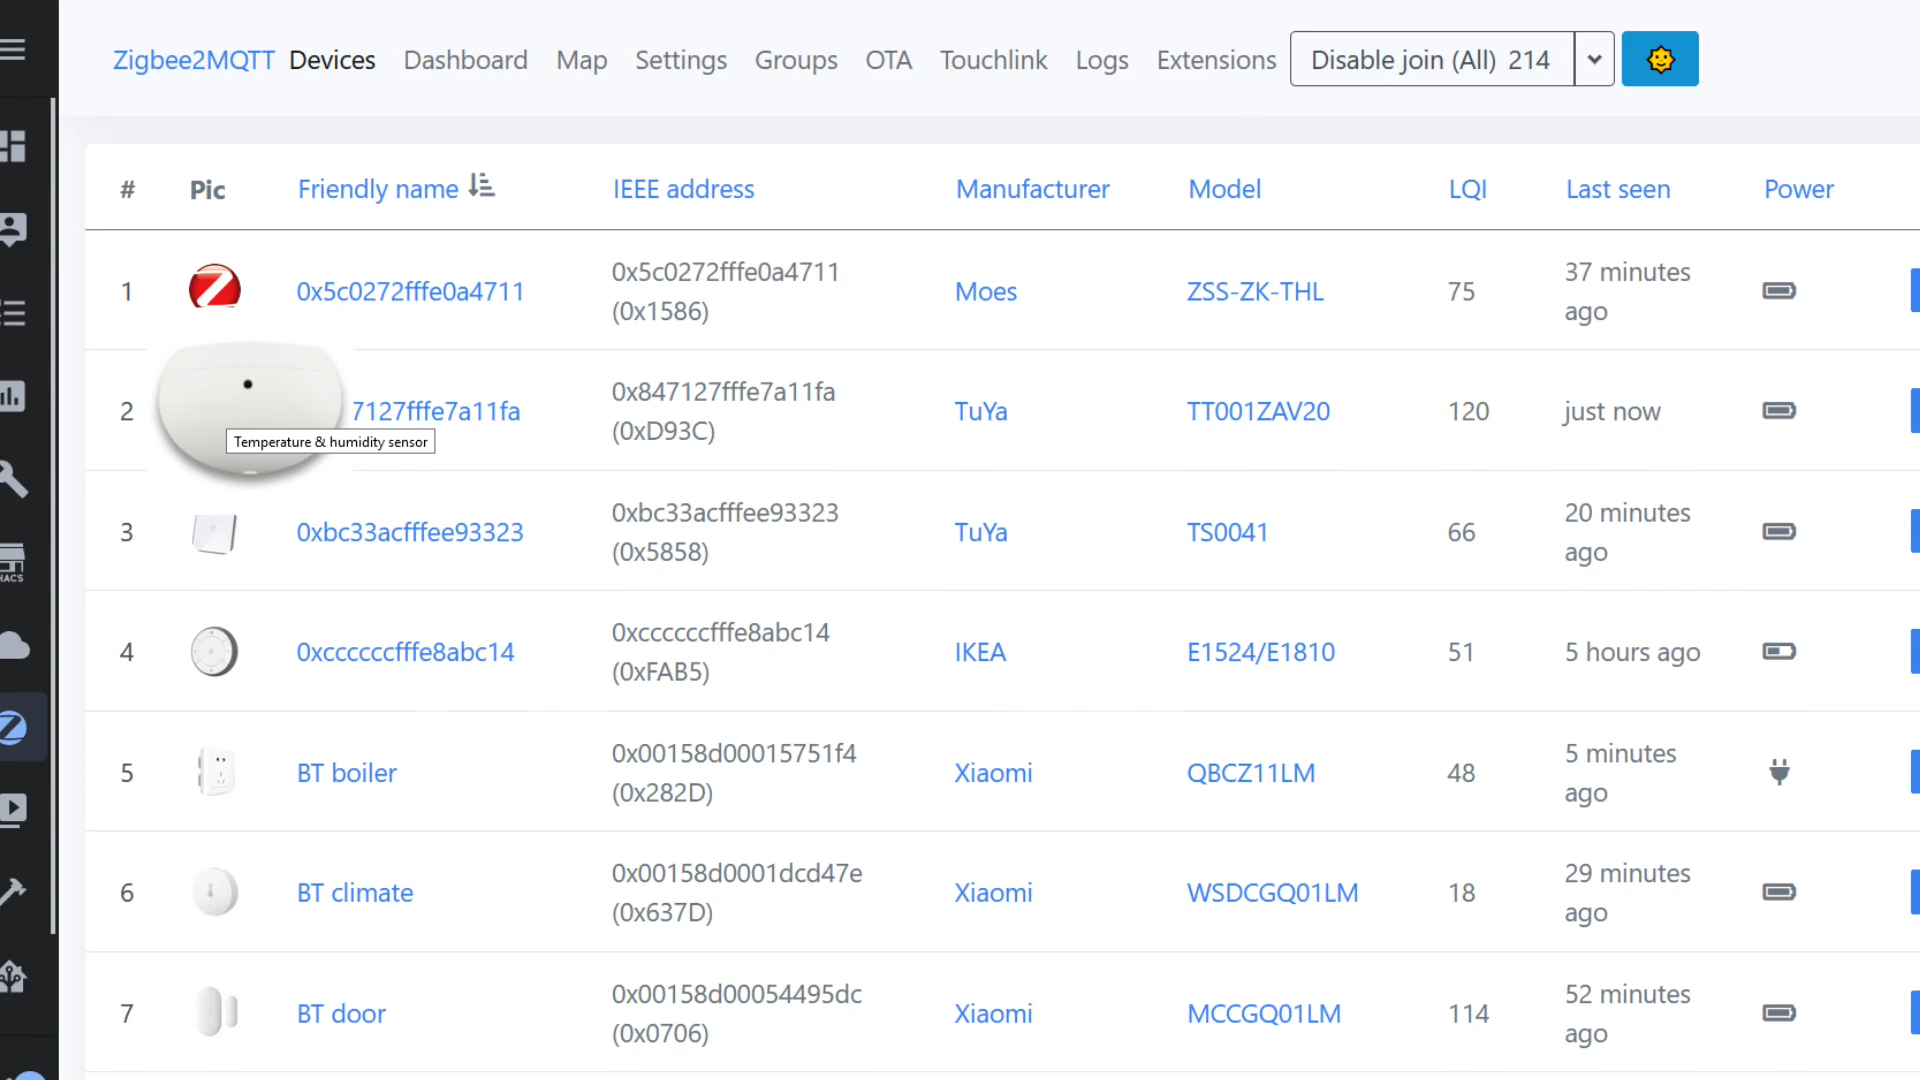 Zigbee2MQTT Devices Dashboard Map Settings Groups OTA Touchlink Logs Extensions Disable join (All) 214
# Pic Friendly name IEEE address Manufacturer Model LQI Last seen Power
1 0x5c0272fffe0a4711 0x5c0272fffe0a4711 (0x1586) Moes ZSS-ZK-THL 75 37 minutes ago
2 7127fffe7a11fa 0x847127fffe7a11fa (0xD93C) TuYa TT001ZAV20 120 just now
Temperature & humidity sensor
3 0xbc33acfffee93323 0xbc33acfffee93323 (0x5858) TuYa TS0041 66 20 minutes ago
HACS
4 0xccccccfffe8abc14 0xccccccfffe8abc14 (0xFAB5) IKEA E1524/E1810 51 5 hours ago
5 BT boiler 0x00158d00015751f4 (0x282D) Xiaomi QBCZ11LM 48 5 minutes ago
6 BT climate 0x00158d0001dcd47e (0x637D) Xiaomi WSDCGQ01LM 18 29 minutes ago
7 BT door 0x00158d00054495dc (0x0706) Xiaomi MCCGQ01LM 114 52 minutes ago